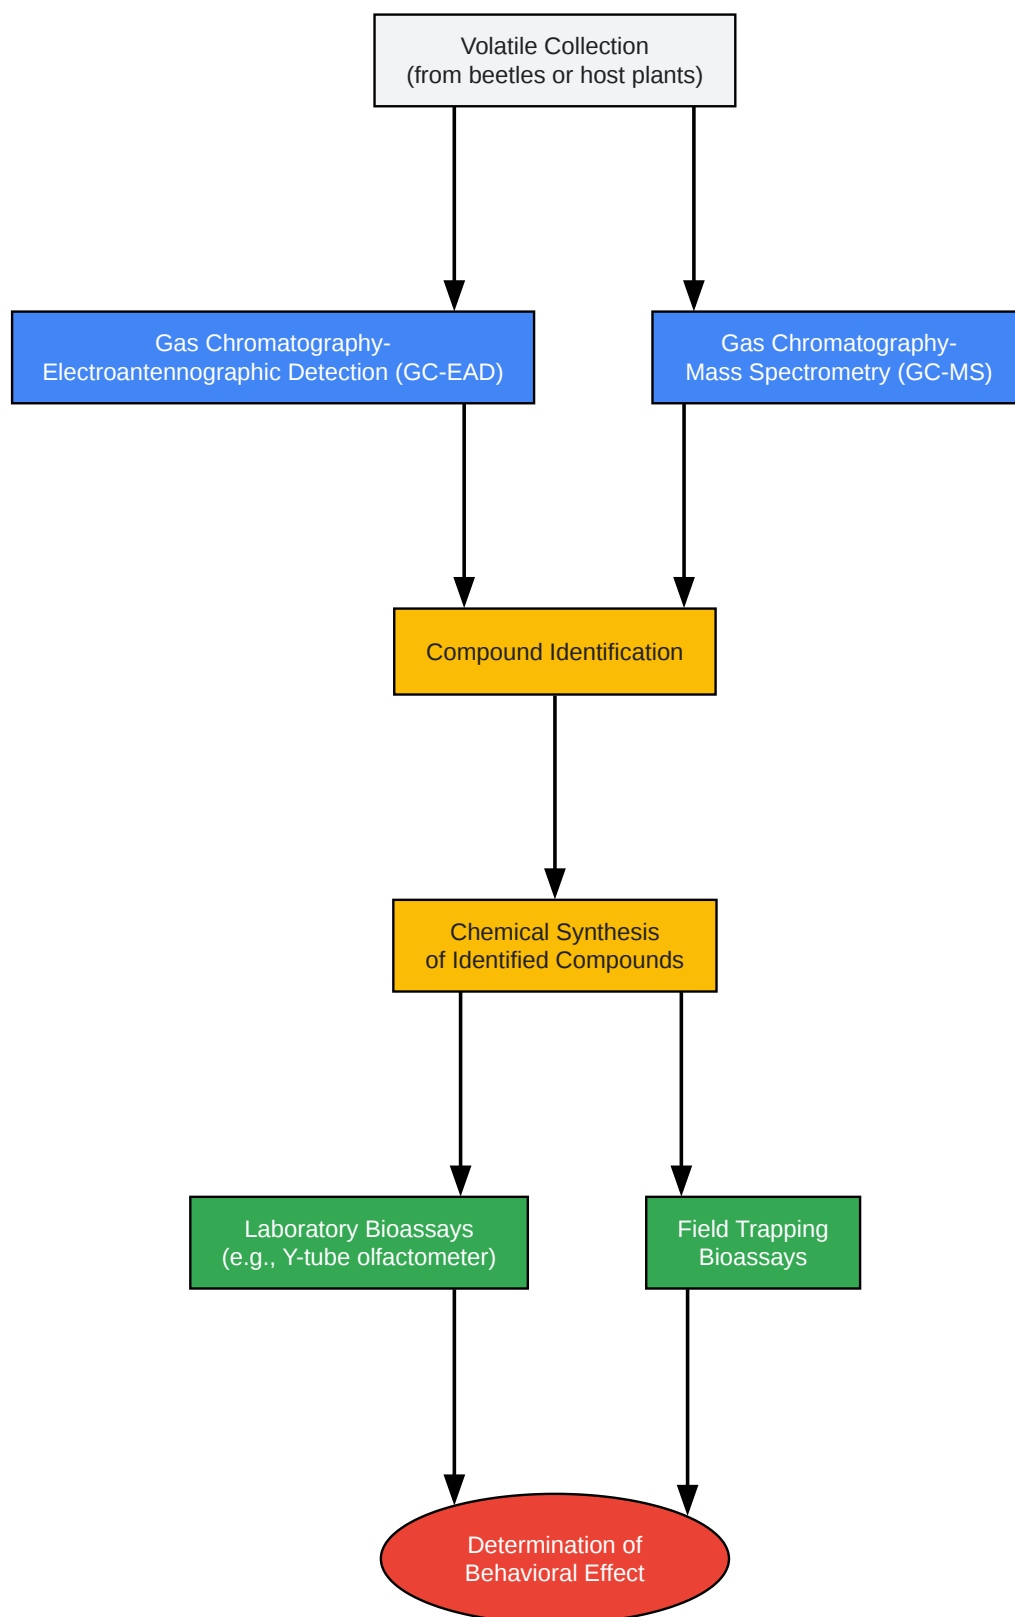 Volatile Collection
(from beetles or host plants)
Gas Chromatography-
Electroantennographic Detection (GC-EAD)
Gas Chromatography-
Mass Spectrometry (GC-MS)
Compound Identification
Chemical Synthesis
of Identified Compounds
Laboratory Bioassays
(e.g., Y-tube olfactometer)
Field Trapping
Bioassays
Determination of
Behavioral Effect